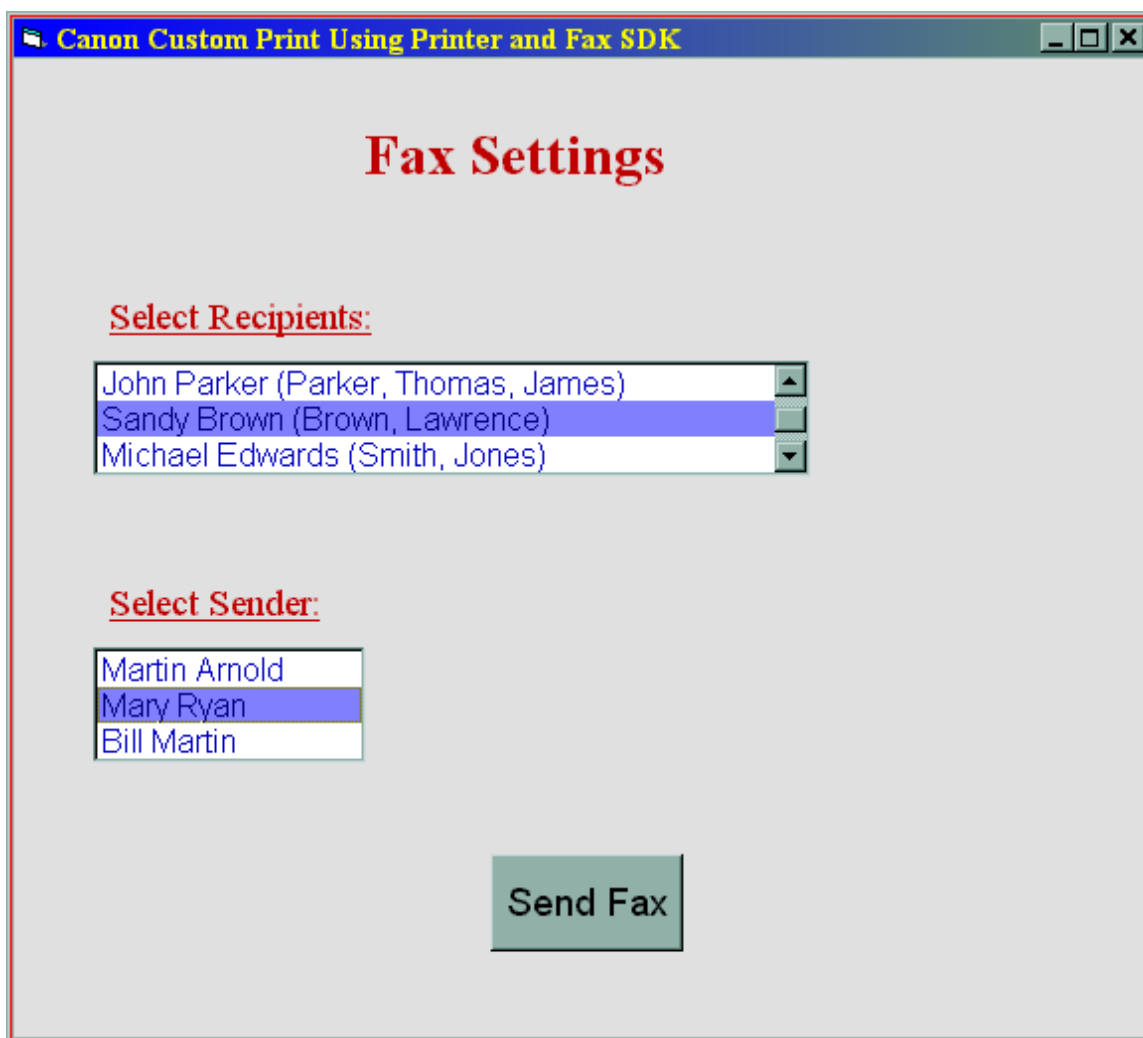 Canon Custom Print Using Printer and Fax SDK
Fax Settings
Select Recipients:
John Parker (Parker, Thomas, James)
Sandy Brown (Brown, Lawrence)
Michael Edwards (Smith, Jones)
Select Sender:
Martin Arnold
Mary Ryan
Bill Martin
Send Fax